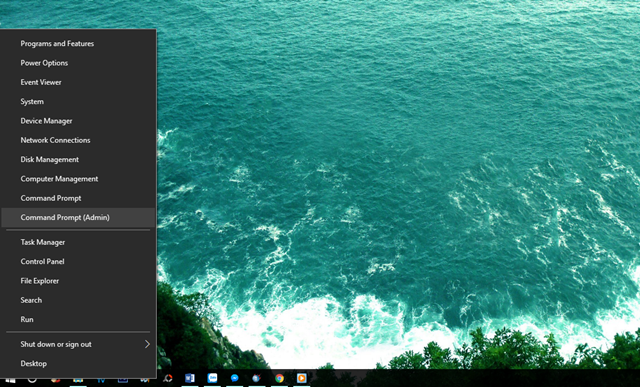 Programs and Features
Power Options
Event Viewer
System
Device Manager
Network Connections
Disk Management
Computer Management
Command Prompt
Command Prompt (Admin)
Task Manager
Control Panel
File Explorer
Search
Run
Shut down or sign out
Desktop